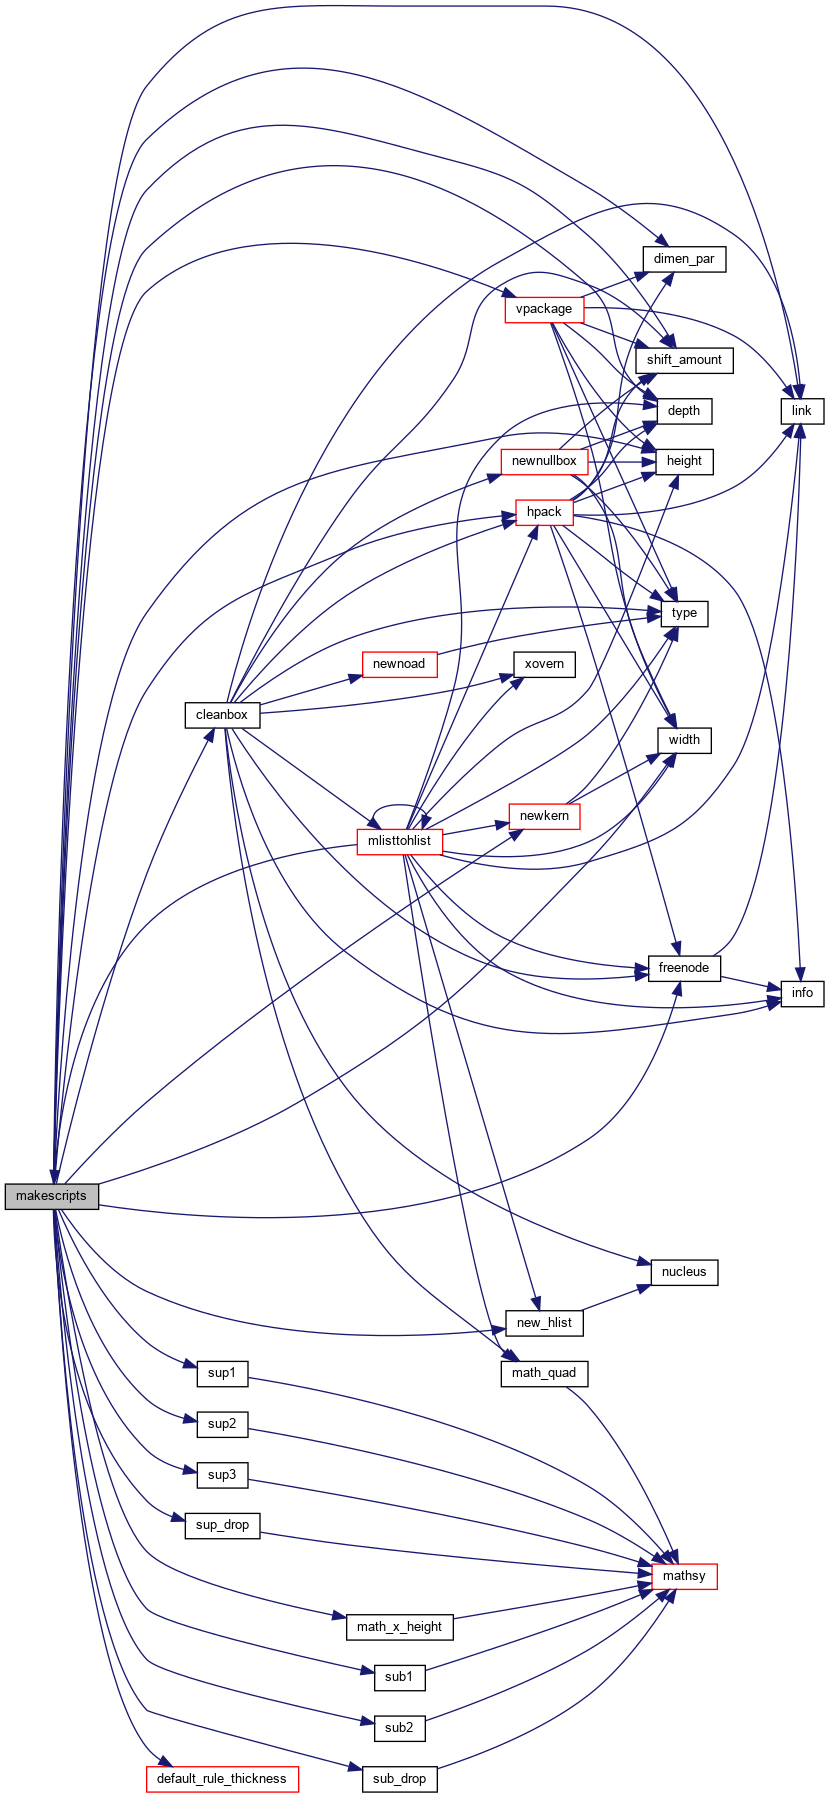 dimen_par
vpackage
shift_amount
depth
link
newnullbox
height
hpack
type
newnoad
xovern
cleanbox
width
newkern
mlisttohlist
freenode
info
makescripts
nucleus
new_hlist
sup1
math_quad
sup2
sup3
sup_drop
mathsy
math_x_height
sub1
sub2
default_rule_thickness
sub_drop